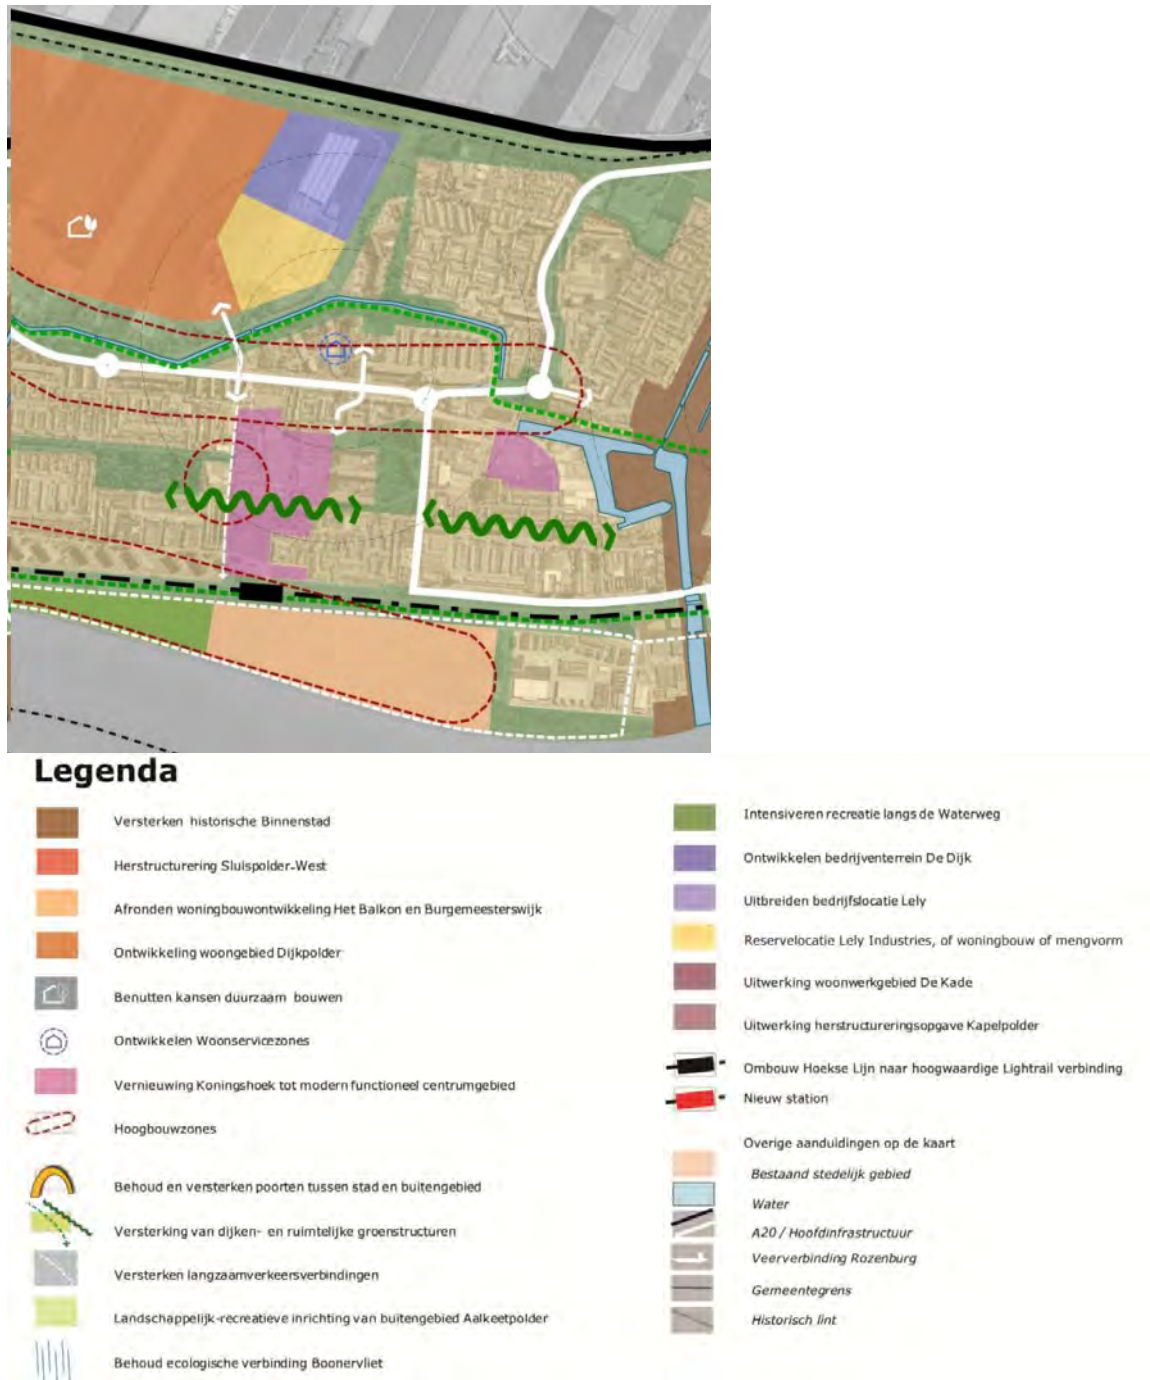 Legenda
Versterken historische Binnenstad
Herstructurering Sluispolder-West
Afronden woningbouwontwikkeling Het Balkon en Burgemeesterswijk
Ontwikkeling woongebied Dijkpolder
Benutten kansen duurzaam bouwen
Ontwikkelen Woonservicezones
Vernieuwing Koningshoek tot modern functioneel centrumgebied
Hoogbouwzones
Behoud en versterken poorten tussen stad en buitengebied
Versterking van dijken- en ruimtelijke groenstructuren
Versterken langzaamverkeersverbindingen
Landschappelijk-recreatieve inrichting van buitengebied Aalkeetpolder
Behoud ecologische verbinding Boonervliet
Intensiveren recreatie langs de Waterweg
Ontwikkelen bedrijventerrein De Dijk
Uitbreiden bedrijfslocatie Lely
Reservelocatie Lely Industries, of woningbouw of mengvorm
Uitwerking woonwerkgebied De Kade
Uitwerking herstructureringsopgave Kapelpolder
Ombouw Hoekse Lijn naar hoogwaardige Lightrail verbinding
Nieuw station
Overige aanduidingen op de kaart
Bestaand stedelijk gebied
Water
A20 / Hoofdinfrastructuur
Veerverbinding Rozenburg
Gemeentegrens
Historisch lint